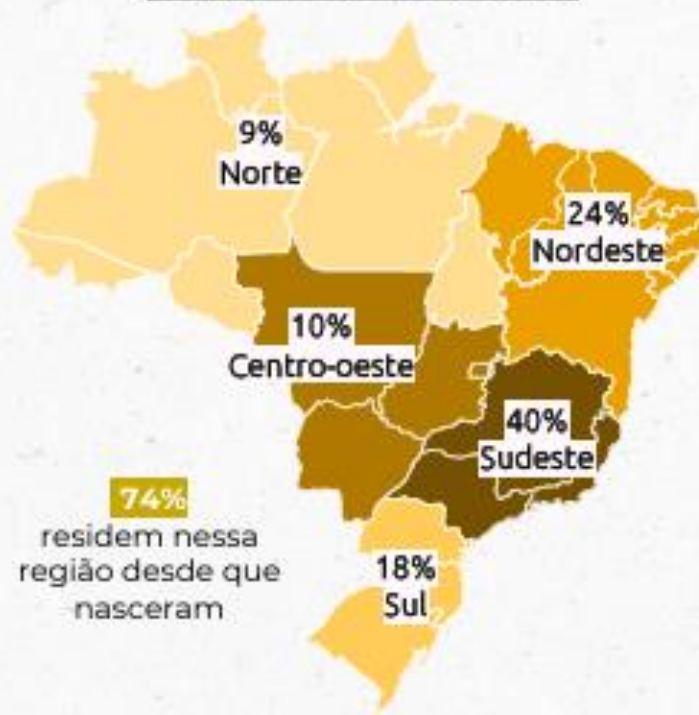 9%
Norte
24%
Nordeste
10%
Centro-oeste
40%
Sudeste
74%
residem nessa
região desde que
nasceram
18%
Sul